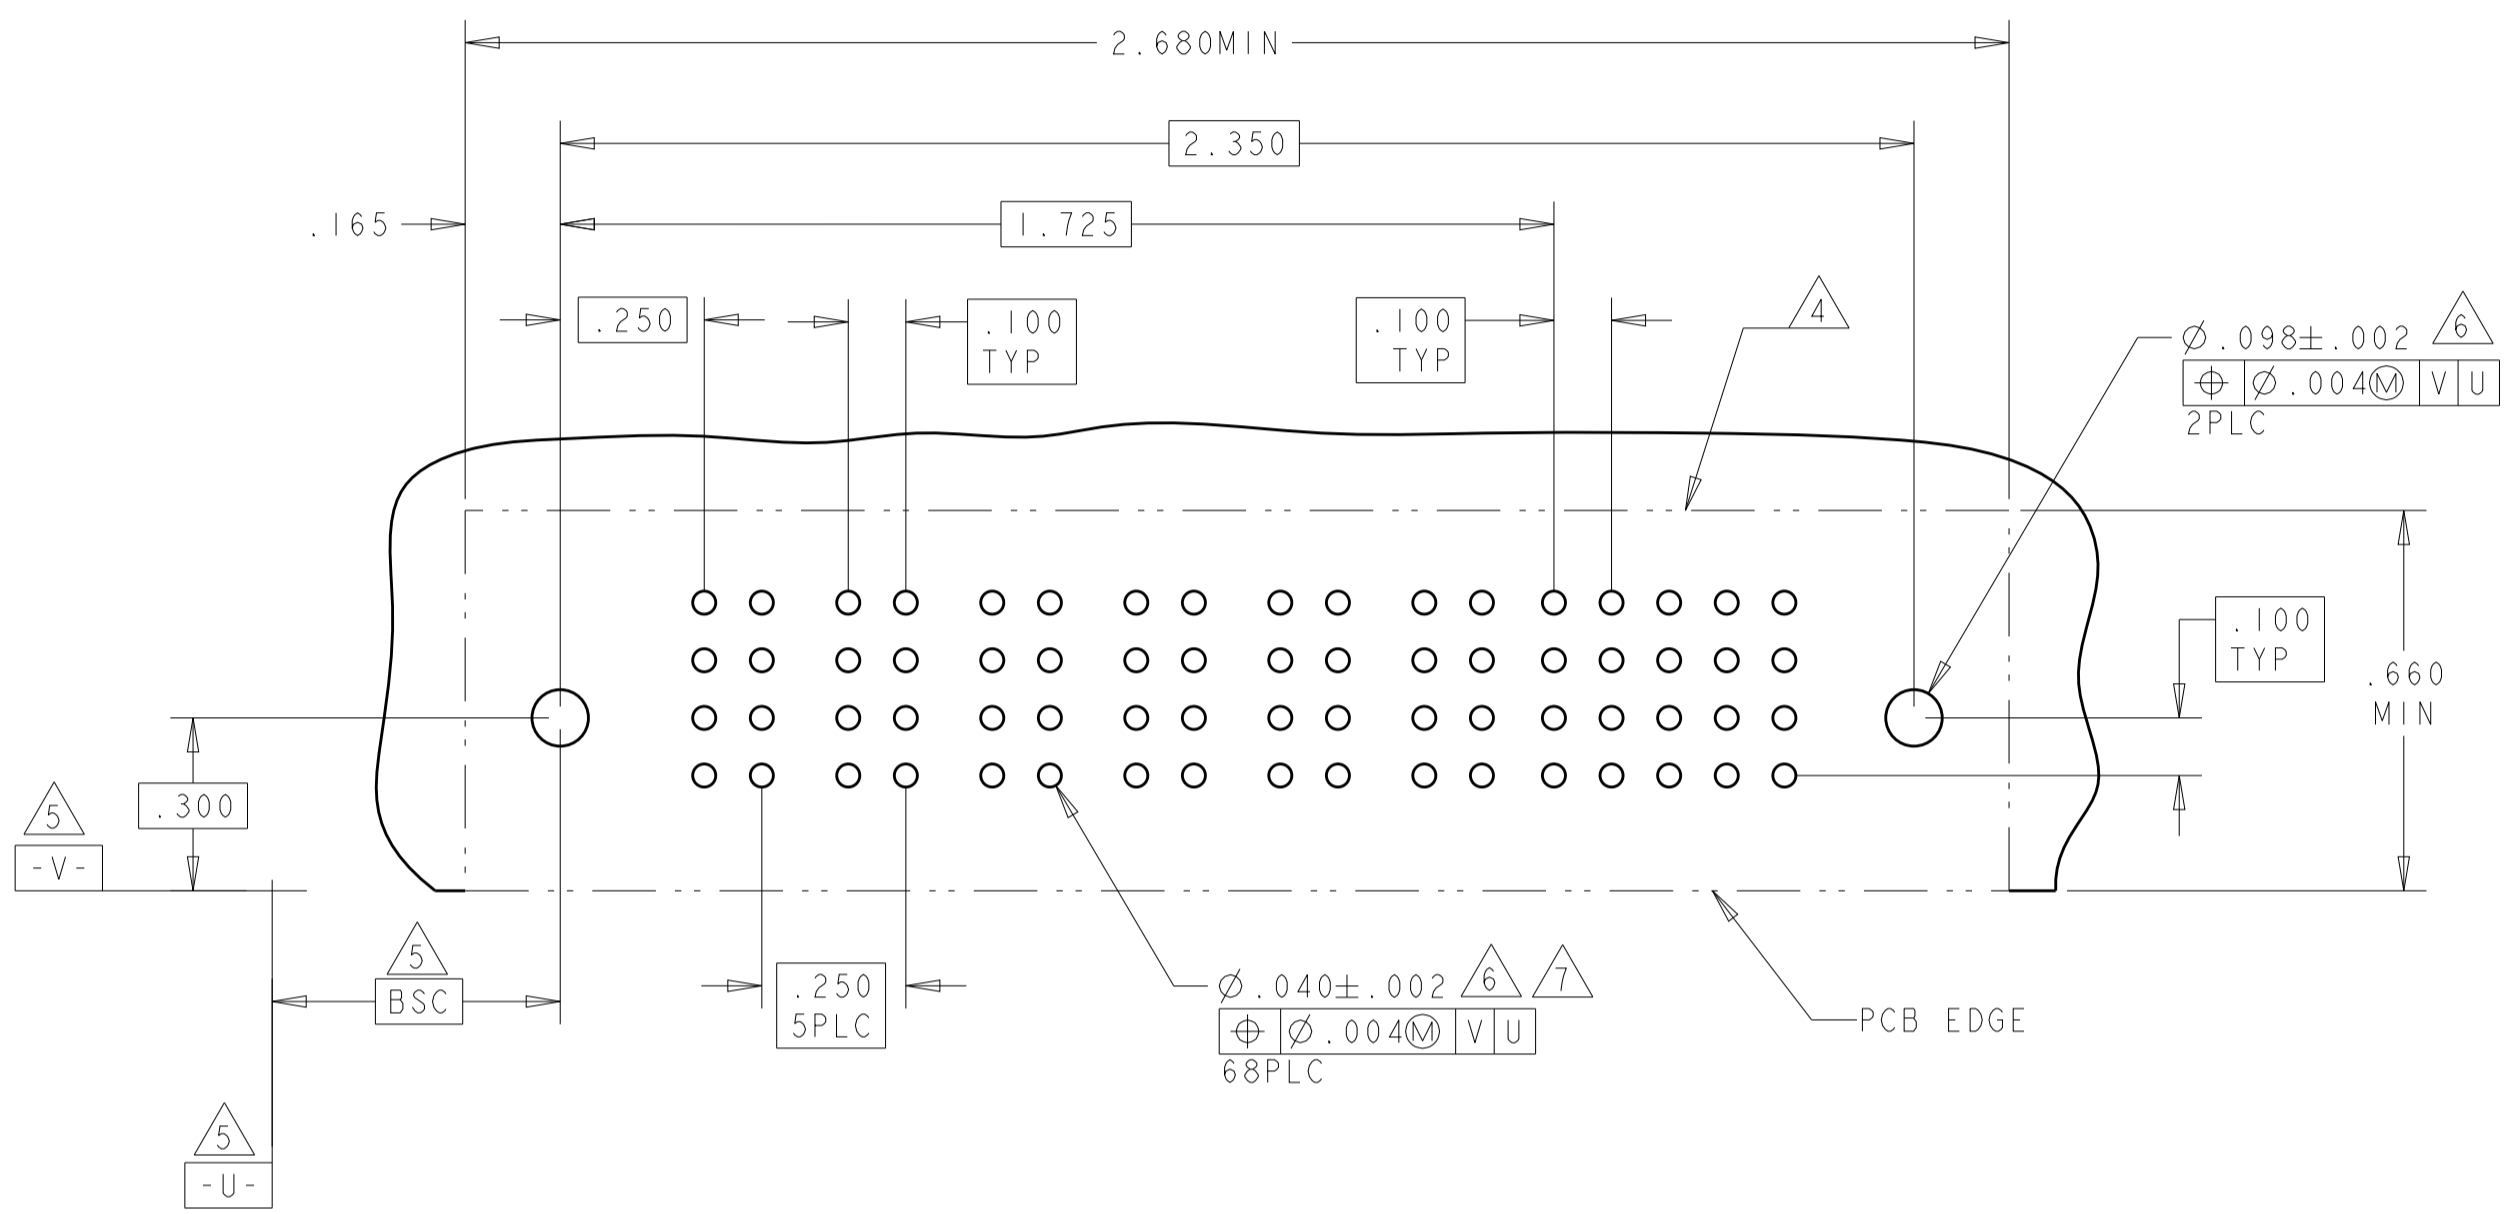 2.680MIN
2.350
.165
1.725
.250
.100
TYP
.100
TYP
4
Ø.098±.002 6
⌖ Ø.004Ⓜ V U
2PLC
.100
TYP
.660
MIN
.300
5
-V-
5
BSC
.250
5PLC
Ø.040±.002 6 7
⌖ Ø.004Ⓜ V U
68PLC
PCB EDGE
5
-U-